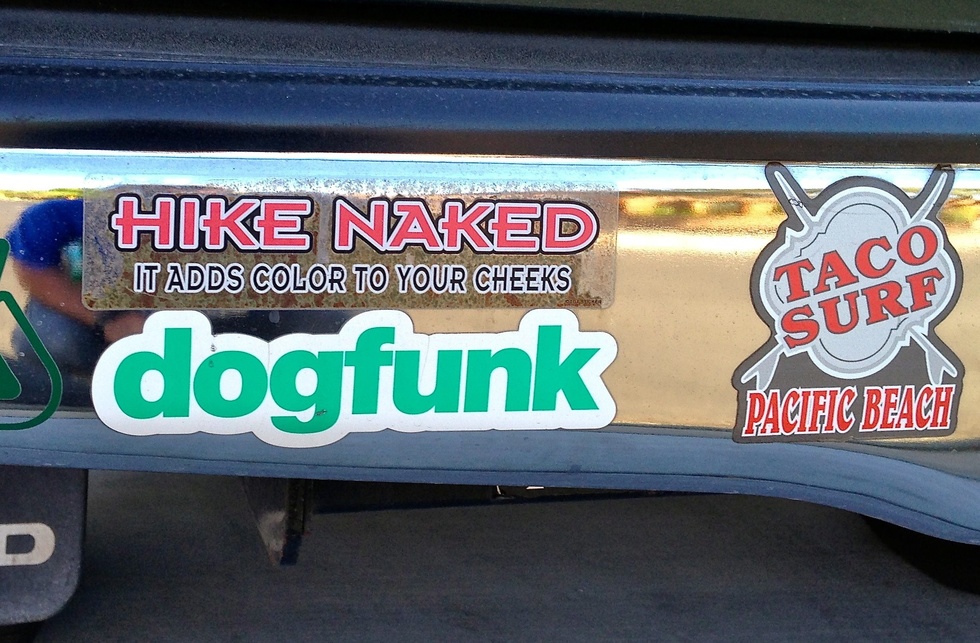 HIKE NAKED
IT ADDS COLOR TO YOUR CHEEKS
dogfunk
TACO
SURF
PACIFIC BEACH
D